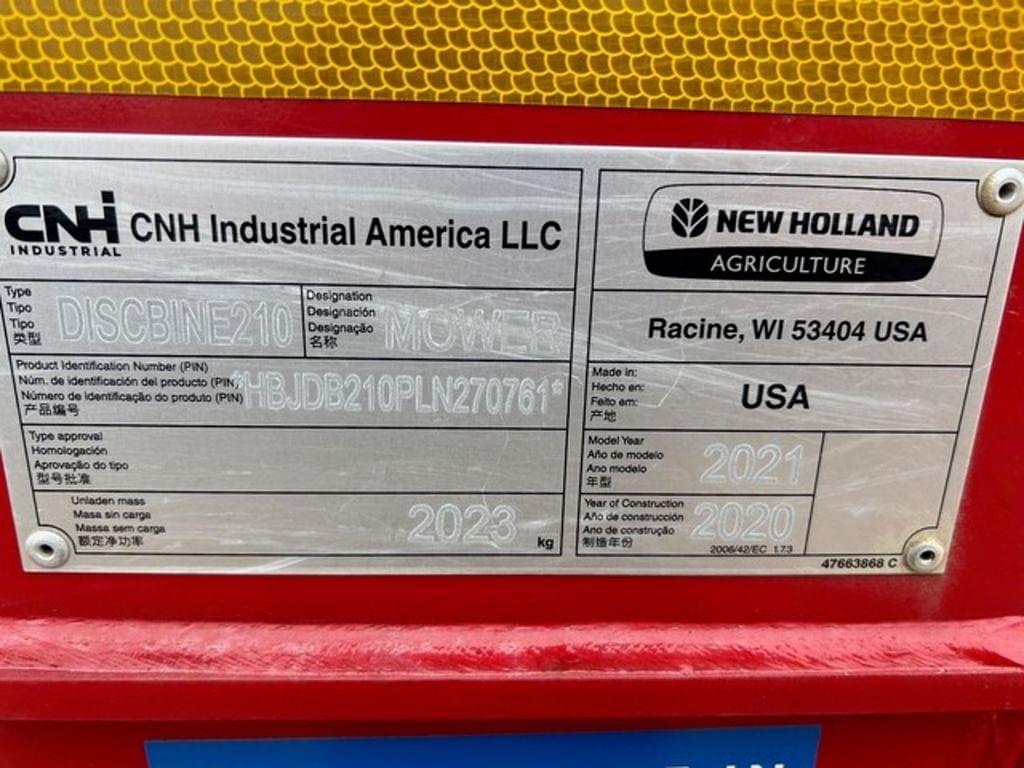 CNH
INDUSTRIAL
CNH Industrial America LLC
Type
Tipo
Tipo
类型
DISCBINE210
Designation
Designación
Designação
名称
MOWER
Product Identification Number (PIN)
Núm. de identificación del producto (PIN)
Número de identificação do produto (PIN)
产品编号
*HBJDB210PLN270761*
Type approval
Homologación
Aprovação do tipo
型号批准
Unladen mass
Masa sin carga
Massa sem carga
额定净功率
2023
kg
NEW HOLLAND
AGRICULTURE
Racine, WI 53404 USA
Made in:
Hecho en:
Feito em:
产地
USA
Model Year
Año de modelo
Ano modelo
年型
2021
Year of Construction
Año de construcción
Ano de construção
制造年份
2020
2006/42/EC 1.7.3
47663868 C